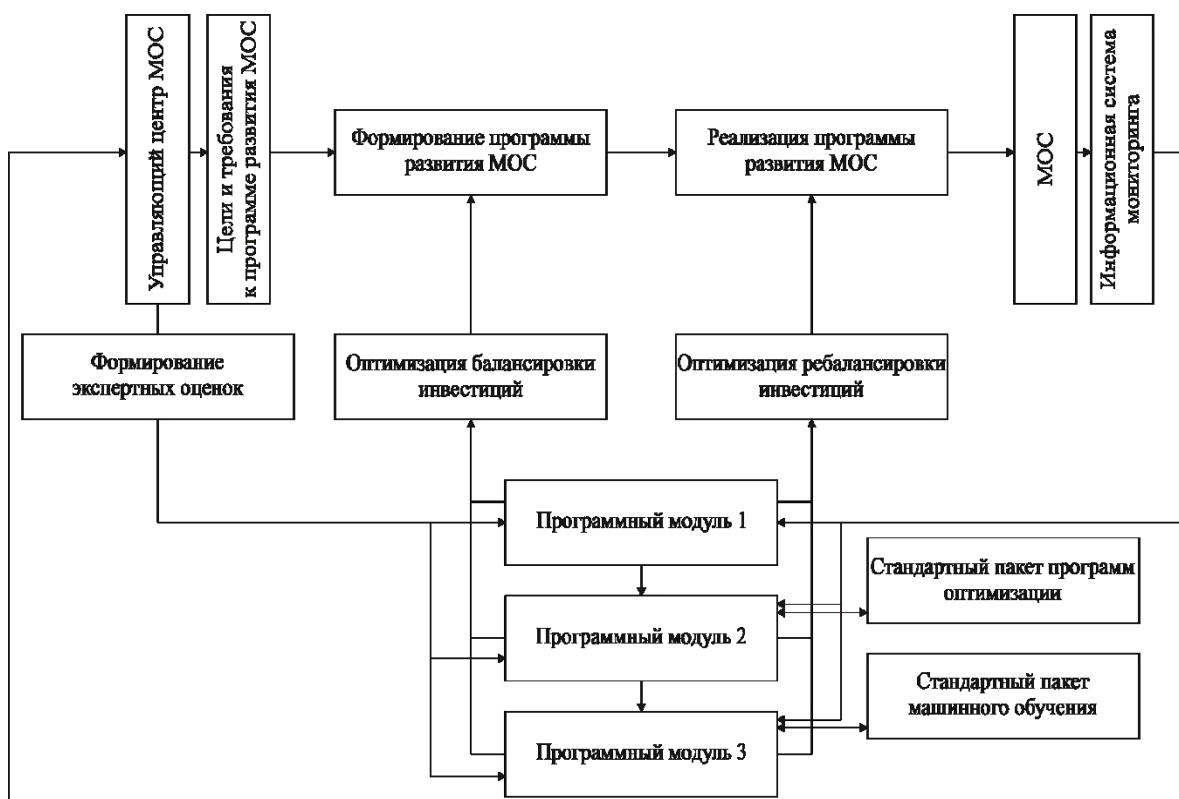 Управляющий центр МОС
Цели и требования
к программе развития МОС
Формирование программы
развития МОС
Реализация программы
развития МОС
МОС
Информационная система
мониторинга
Формирование
экспертных оценок
Оптимизация балансировки
инвестиций
Оптимизация ребалансировки
инвестиций
Программный модуль 1
Стандартный пакет программ
оптимизации
Программный модуль 2
Стандартный пакет
машинного обучения
Программный модуль 3